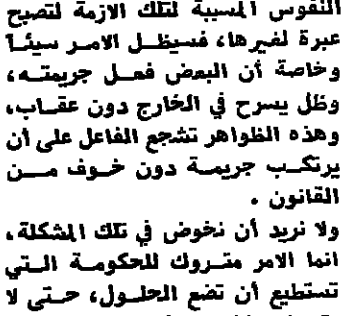 النفوس المسببة لتلك الازمة لتصبح
عبرة لغيرها، فسيظل الامر سيئاً
وخاصة أن البعض فعل جريمته،
وظل يسرح في الخارج دون عقاب،
وهذه الظواهر تشجع الفاعل على أن
يرتكب جريمة دون خوف من
القانون .
ولا نريد أن نخوض في تلك المشكلة،
انما الامر متروك للحكومة التي
تستطيع أن تضع الحلول، حتى لا